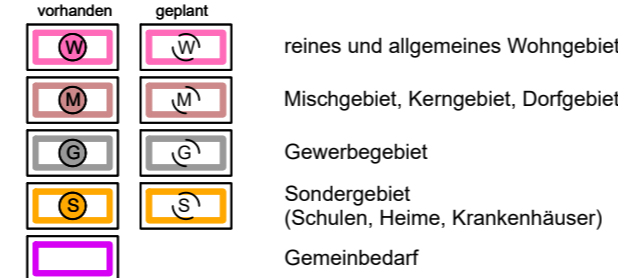 vorhanden geplant
W W reines und allgemeines Wohngebiet
M M Mischgebiet, Kerngebiet, Dorfgebiet
G G Gewerbegebiet
S S Sondergebiet
(Schulen, Heime, Krankenhäuser)
Gemeinbedarf